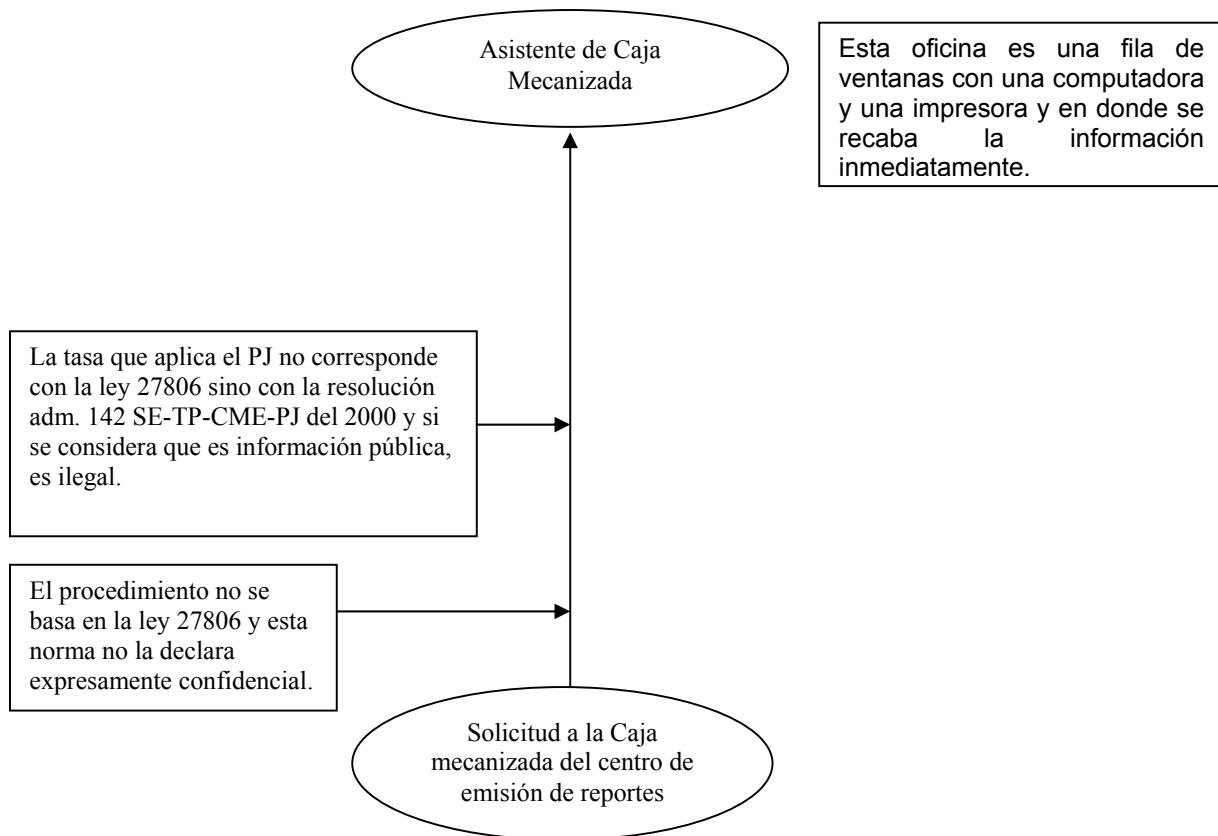 Asistente de Caja
Mecanizada
Esta oficina es una fila de
ventanas con una computadora
y una impresora y en donde se
recaba la información
inmediatamente.
La tasa que aplica el PJ no corresponde
con la ley 27806 sino con la resolución
adm. 142 SE-TP-CME-PJ del 2000 y si
se considera que es información pública,
es ilegal.
El procedimiento no se
basa en la ley 27806 y esta
norma no la declara
expresamente confidencial.
Solicitud a la Caja
mecanizada del centro de
emisión de reportes